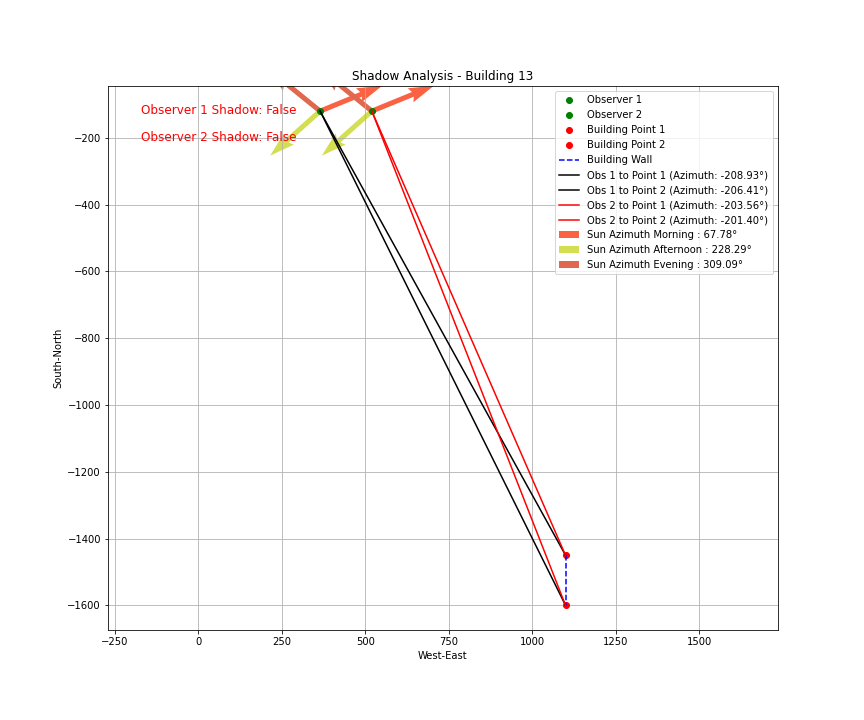 Shadow Analysis - Building 13
Observer 1 Shadow: False
Observer 2 Shadow: False
Observer 1
Observer 2
Building Point 1
Building Point 2
Building Wall
Obs 1 to Point 1 (Azimuth: -208.93°)
Obs 1 to Point 2 (Azimuth: -206.41°)
Obs 2 to Point 1 (Azimuth: -203.56°)
Obs 2 to Point 2 (Azimuth: -201.40°)
Sun Azimuth Morning : 67.78°
Sun Azimuth Afternoon : 228.29°
Sun Azimuth Evening : 309.09°
−200
−400
−600
−800
−1000
−1200
−1400
−1600
South-North
−250 0 250 500 750 1000 1250 1500
West-East